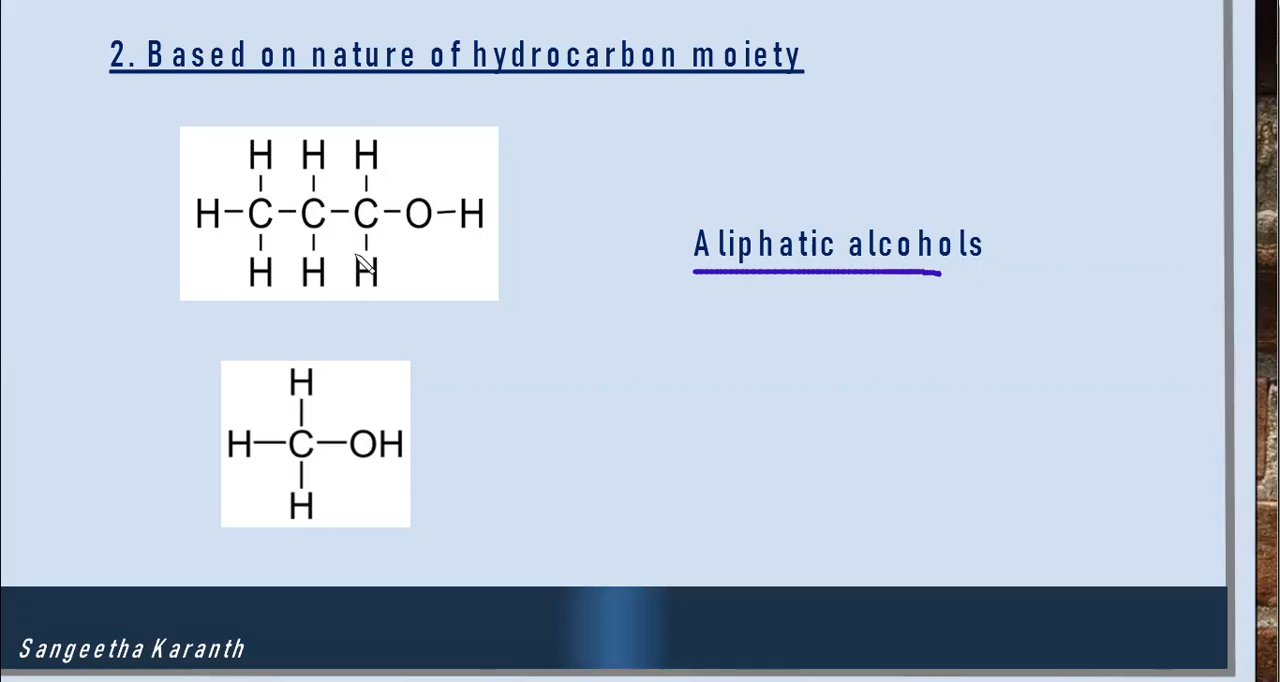 2. Based on nature of hydrocarbon moiety
H H H
H-C-C-C-O-H
H H H
Aliphatic alcohols
H
H-C-OH
H
Sangeetha Karanth